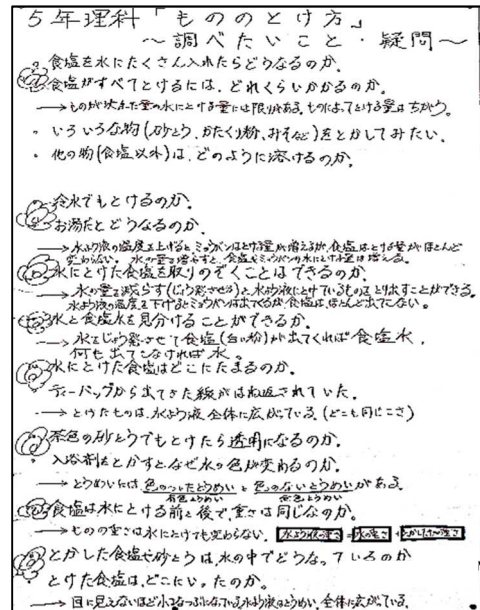 5年理科「もののとけ方」
〜調べたいこと・疑問〜
・食塩を水にたくさん入れたらどうなるのか。
食塩がすべてとけるには、どれくらいかかるのか。
→ものが決まった量の水にとける量には限りがある。ものによってとける量はちがう。
・いろいろな物(砂とう、かたくり粉、みそなど)をとかしてみたい。
・他の物(食塩以外)は、どのように溶けるのか。
・冷水でもとけるのか。
お湯だとどうなるのか。
→水よう液の温度を上げると、ミョウバンはとける量が増えるが、食塩はとける量がほとんど
変わらない。水の量を増やすと、食塩やミョウバンの水にとける量は増える。
水にとけた食塩を取りのぞくことはできるのか。
→水の量を減らす(じょう発させる)と水よう液にとけているものをとり出すことができる。
水よう液の温度を下げるとミョウバンは出てくるが、食塩は、ほとんど出てこない。
水と食塩水を見分けることができるか。
→水をじょう発させて食塩(白い粉)が出てくれば食塩水、
何も出てこなければ水。
水にとけた食塩はどこにたまるのか。
・ティーバッグから出てきた線がはね返されていた。
→とけたものは、水よう液全体に広がっている。(どこも同じこさ)
茶色の砂とうでもとけたら透明になるのか。
・入浴剤をとかすと、なぜ水の色が変わるのか。
→とうめいには色のついたとうめいと色のないとうめいがある。
有色とうめい 無色とうめい
食塩は水にとける前と後で、重さは同じなのか。
→ものの重さは水にとけても変わらない。 水よう液の重さ=水の重さ+とかしたものの重さ
とかした食塩や砂とうは、水の中でどうなっているのか
とけた食塩は、どこにいったのか。
→目に見えないほど小さなつぶになっている。水よう液はとうめい、全体に広がっている。